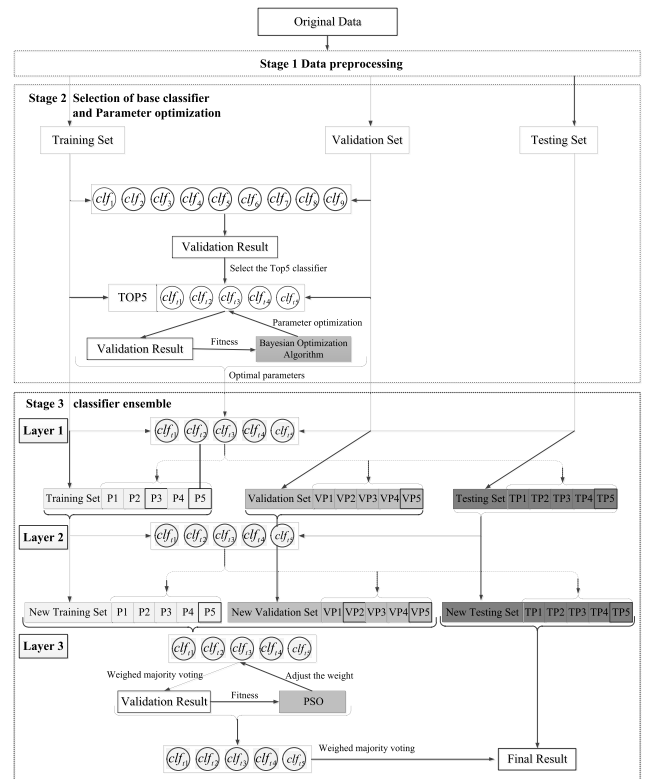 Original Data
Stage 1 Data preprocessing
Stage 2 Selection of base classifier
and Parameter optimization
Training Set
Validation Set
Testing Set
clf1 clf2 clf3 clf4 clf5 clf6 clf7 clf8 clf9
Validation Result
Select the Top5 classifier
TOP5 clft1 clft2 clft3 clft4 clft5
Parameter optimization
Validation Result
Fitness
Bayesian Optimization
Algorithm
Optimal parameters
Stage 3 classifier ensemble
Layer 1
clft1 clft2 clft3 clft4 clft5
Training Set P1 P2 P3 P4 P5
Validation Set VP1 VP2 VP3 VP4 VP5
Testing Set TP1 TP2 TP3 TP4 TP5
Layer 2
clft1 clft2 clft3 clft4 clft5
New Training Set P1 P2 P3 P4 P5
New Validation Set VP1 VP2 VP3 VP4 VP5
New Testing Set TP1 TP2 TP3 TP4 TP5
Layer 3
clft1 clft2 clft3 clft4 clft5
Weighed majority voting
Adjust the weight
Validation Result
Fitness
PSO
clft1 clft2 clft3 clft4 clft5
Weighed majority voting
Final Result